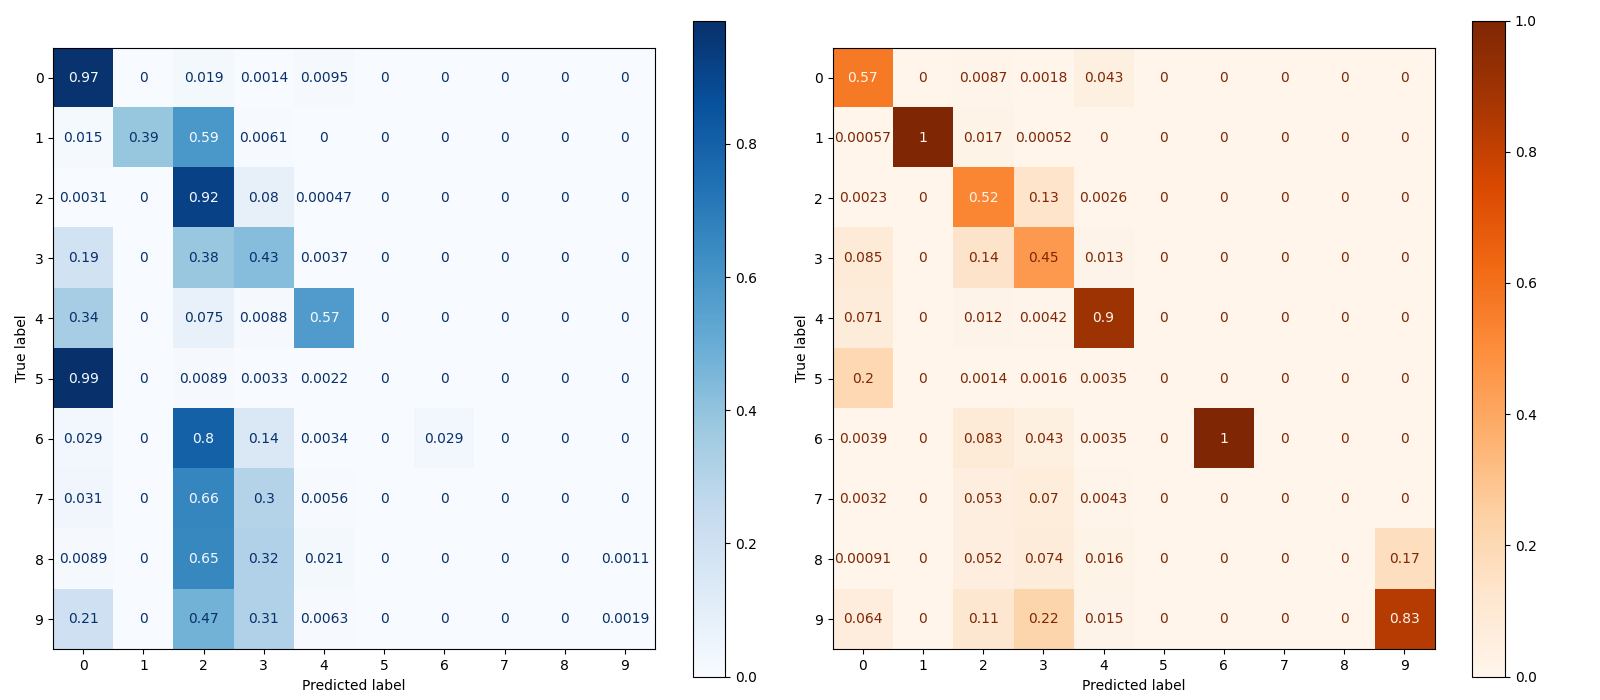 0 0.97 0 0.019 0.0014 0.0095 0 0 0 0 0
1 0.015 0.39 0.59 0.0061 0 0 0 0 0 0
2 0.0031 0 0.92 0.08 0.00047 0 0 0 0 0
3 0.19 0 0.38 0.43 0.0037 0 0 0 0 0
4 0.34 0 0.075 0.0088 0.57 0 0 0 0 0
5 0.99 0 0.0089 0.0033 0.0022 0 0 0 0 0
6 0.029 0 0.8 0.14 0.0034 0 0.029 0 0 0
7 0.031 0 0.66 0.3 0.0056 0 0 0 0 0
8 0.0089 0 0.65 0.32 0.021 0 0 0 0 0.0011
9 0.21 0 0.47 0.31 0.0063 0 0 0 0 0.0019
0 1 2 3 4 5 6 7 8 9
True label
Predicted label
0.8
0.6
0.4
0.2
0.0
0 0.57 0 0.0087 0.0018 0.043 0 0 0 0 0
1 0.00057 1 0.017 0.00052 0 0 0 0 0 0
2 0.0023 0 0.52 0.13 0.0026 0 0 0 0 0
3 0.085 0 0.14 0.45 0.013 0 0 0 0 0
4 0.071 0 0.012 0.0042 0.9 0 0 0 0 0
5 0.2 0 0.0014 0.0016 0.0035 0 0 0 0 0
6 0.0039 0 0.083 0.043 0.0035 0 1 0 0 0
7 0.0032 0 0.053 0.07 0.0043 0 0 0 0 0
8 0.00091 0 0.052 0.074 0.016 0 0 0 0 0.17
9 0.064 0 0.11 0.22 0.015 0 0 0 0 0.83
0 1 2 3 4 5 6 7 8 9
True label
Predicted label
1.0
0.8
0.6
0.4
0.2
0.0